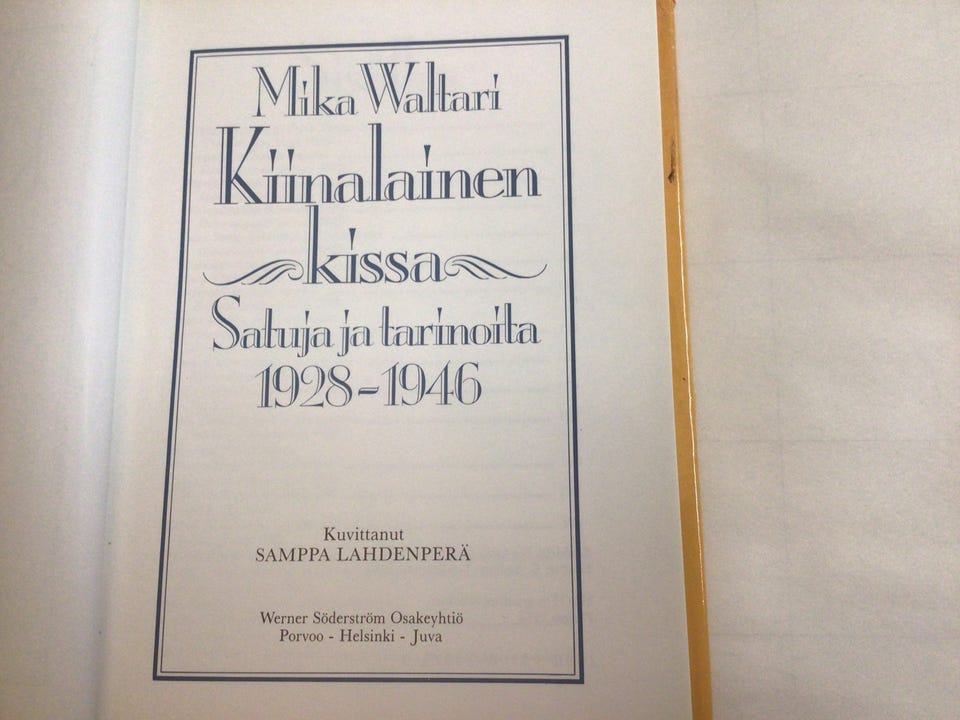 Mika Waltari
Kiinalainen
kissa
Satuja ja tarinoita
1928-1946
Kuvittanut
SAMPPA LAHDENPERÄ
Werner Söderström Osakeyhtiö
Porvoo - Helsinki - Juva